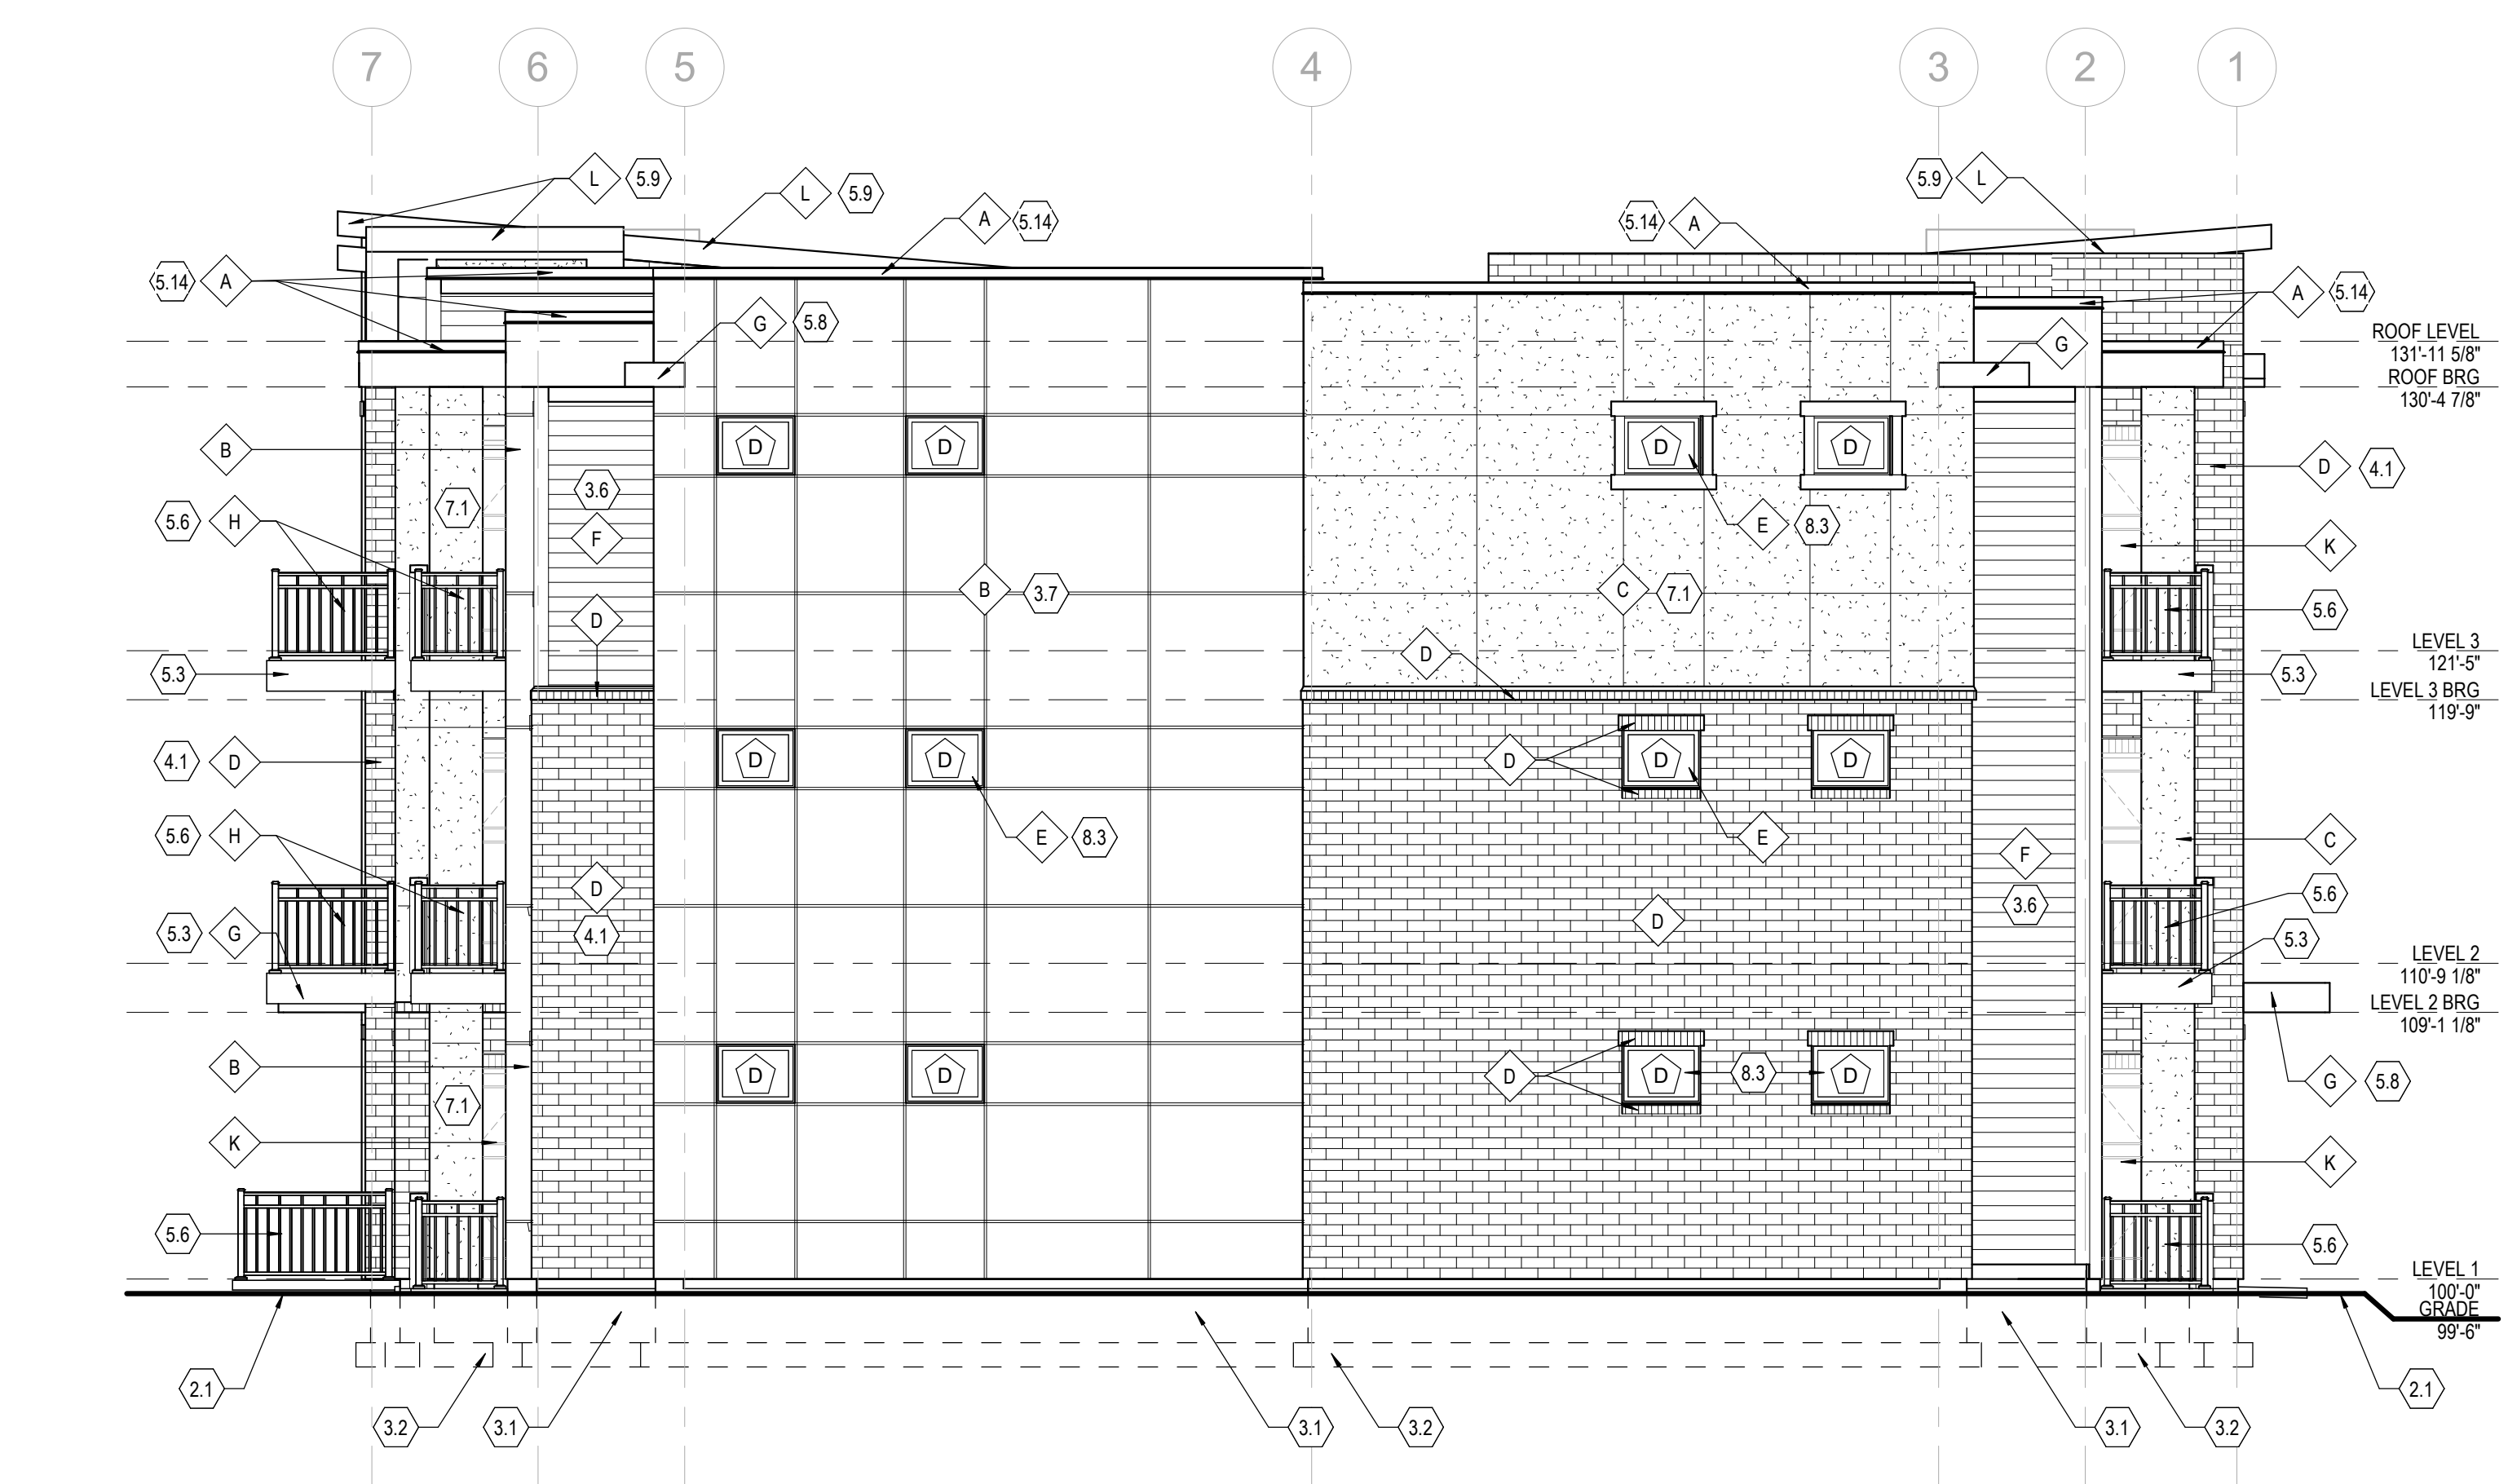 7 6 5 4 3 2 1
L 5.9 L 5.9 5.9 L
A 5.14 5.14 A
5.14 A A 5.14
G 5.8 G
ROOF LEVEL
131'-11 5/8"
ROOF BRG
130'-4 7/8"
B D D D D
D 4.1
3.6
7.1
5.6 H F E 8.3
K
B 3.7 C 7.1
5.6
D
D
LEVEL 3
121'-5"
5.3 5.3
LEVEL 3 BRG
119'-9"
4.1 D D D D D D
5.6 H E 8.3 E C
F
D 5.6
3.6
D
5.3 G 4.1 5.3
LEVEL 2
110'-9 1/8"
LEVEL 2 BRG
109'-1 1/8"
B D D D D 8.3 D
G 5.8
7.1
K K
5.6 5.6
LEVEL 1
100'-0"
GRADE
99'-6"
2.1 2.1
3.2 3.1 3.1 3.2 3.1 3.2